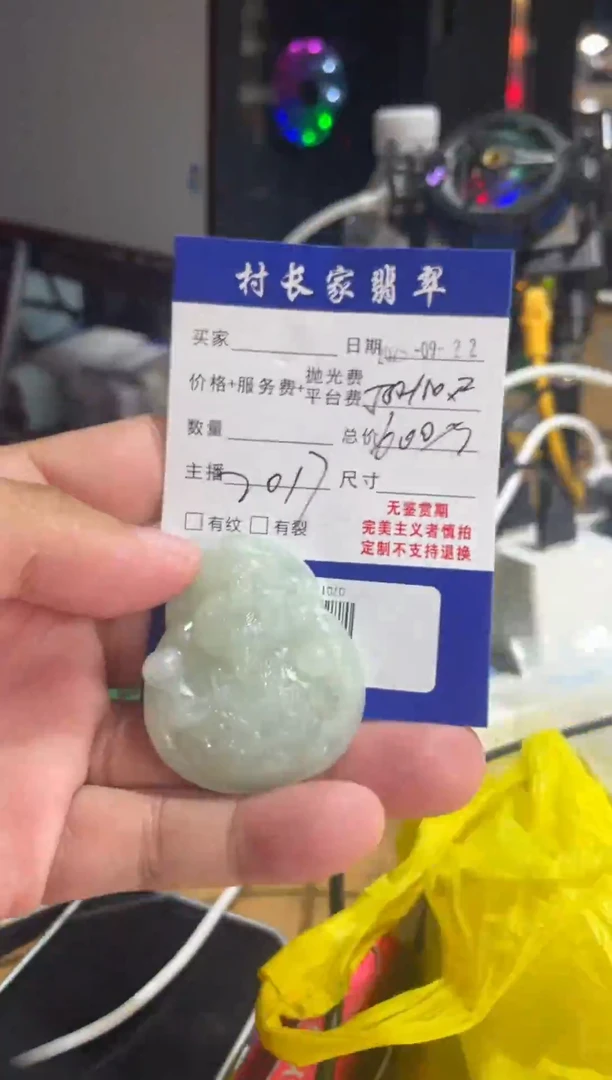 村长家翡翠
买家 日期 -09-22
价格+服务费+抛光费
平台费
数量 总价
主播 尺寸
□有纹 □有裂
无鉴赏期
完美主义者慎拍
定制不支持退换